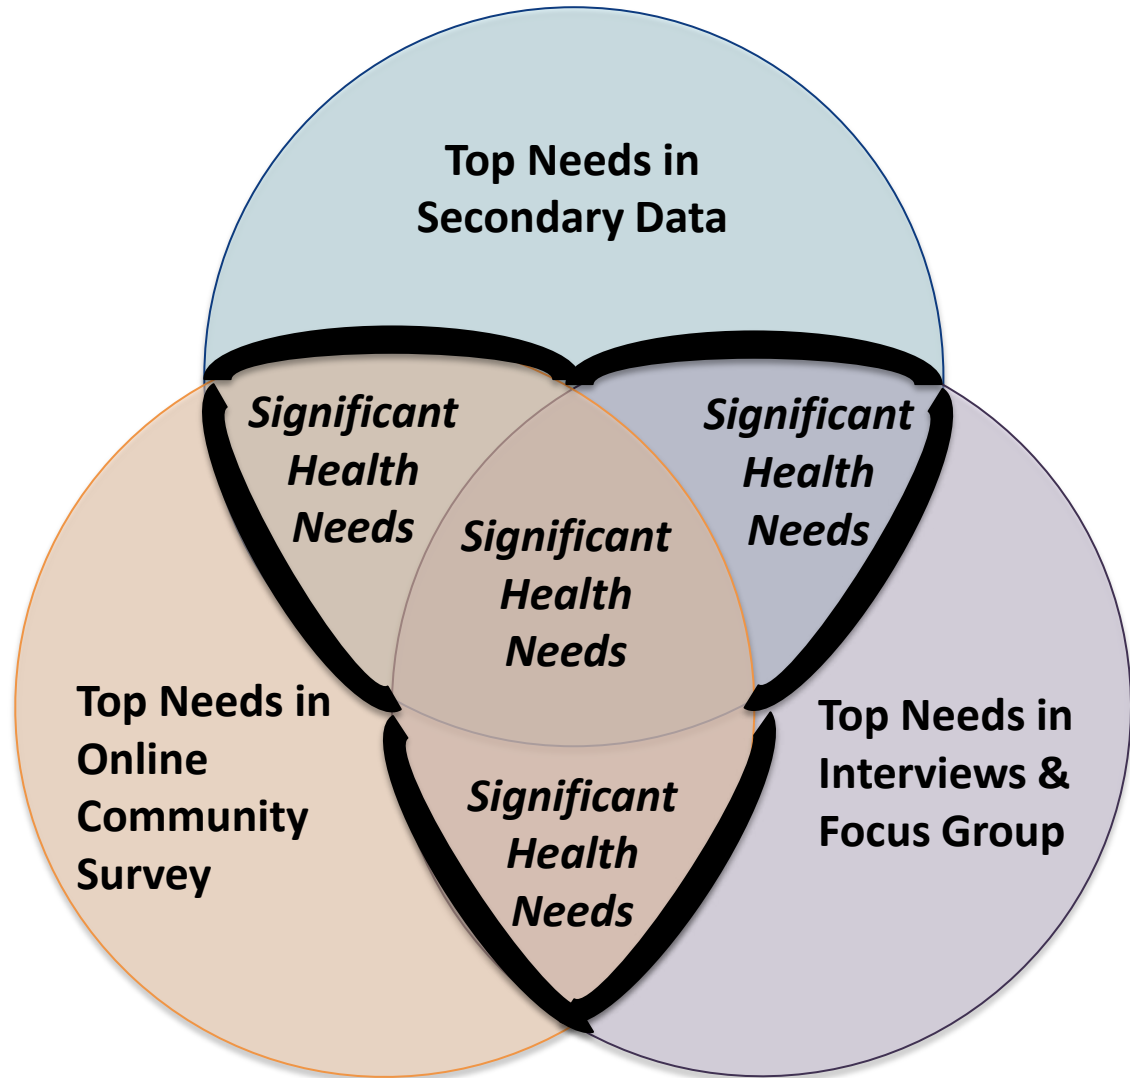 Top Needs in
Secondary Data
Significant
Health
Needs
Significant
Health
Needs
Significant
Health
Needs
Top Needs in
Online
Community
Survey
Top Needs in
Interviews &
Focus Group
Significant
Health
Needs